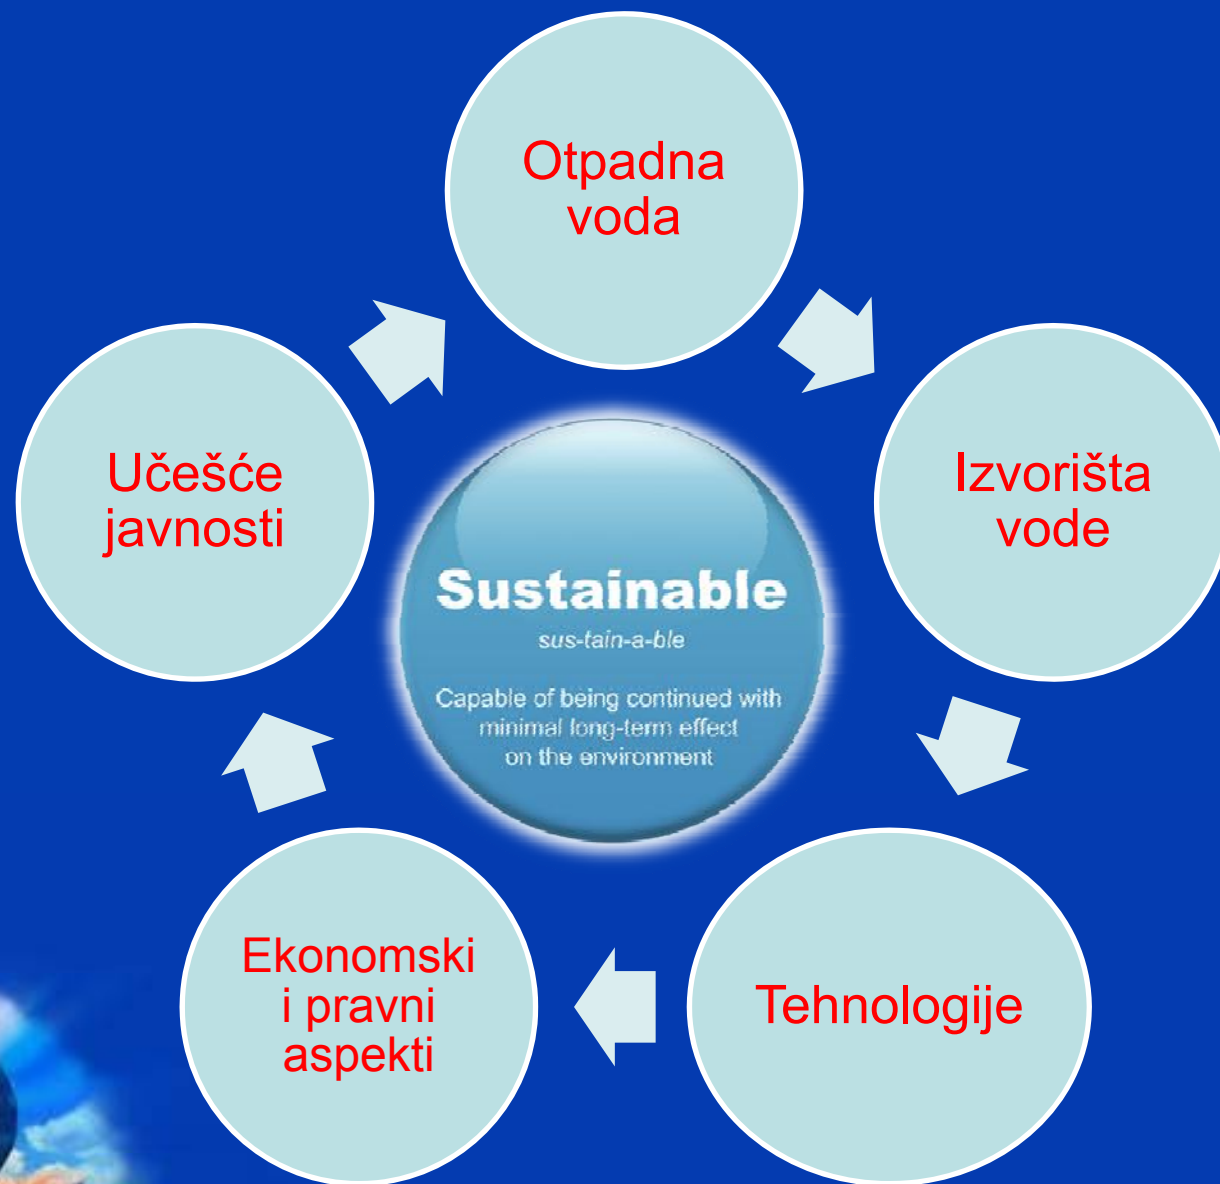 Otpadna
voda
Izvorišta
vode
Tehnologije
Ekonomski
i pravni
aspekti
Učešće
javnosti
Sustainable
sus-tain-a-ble
Capable of being continued with
minimal long-term effect
on the environment